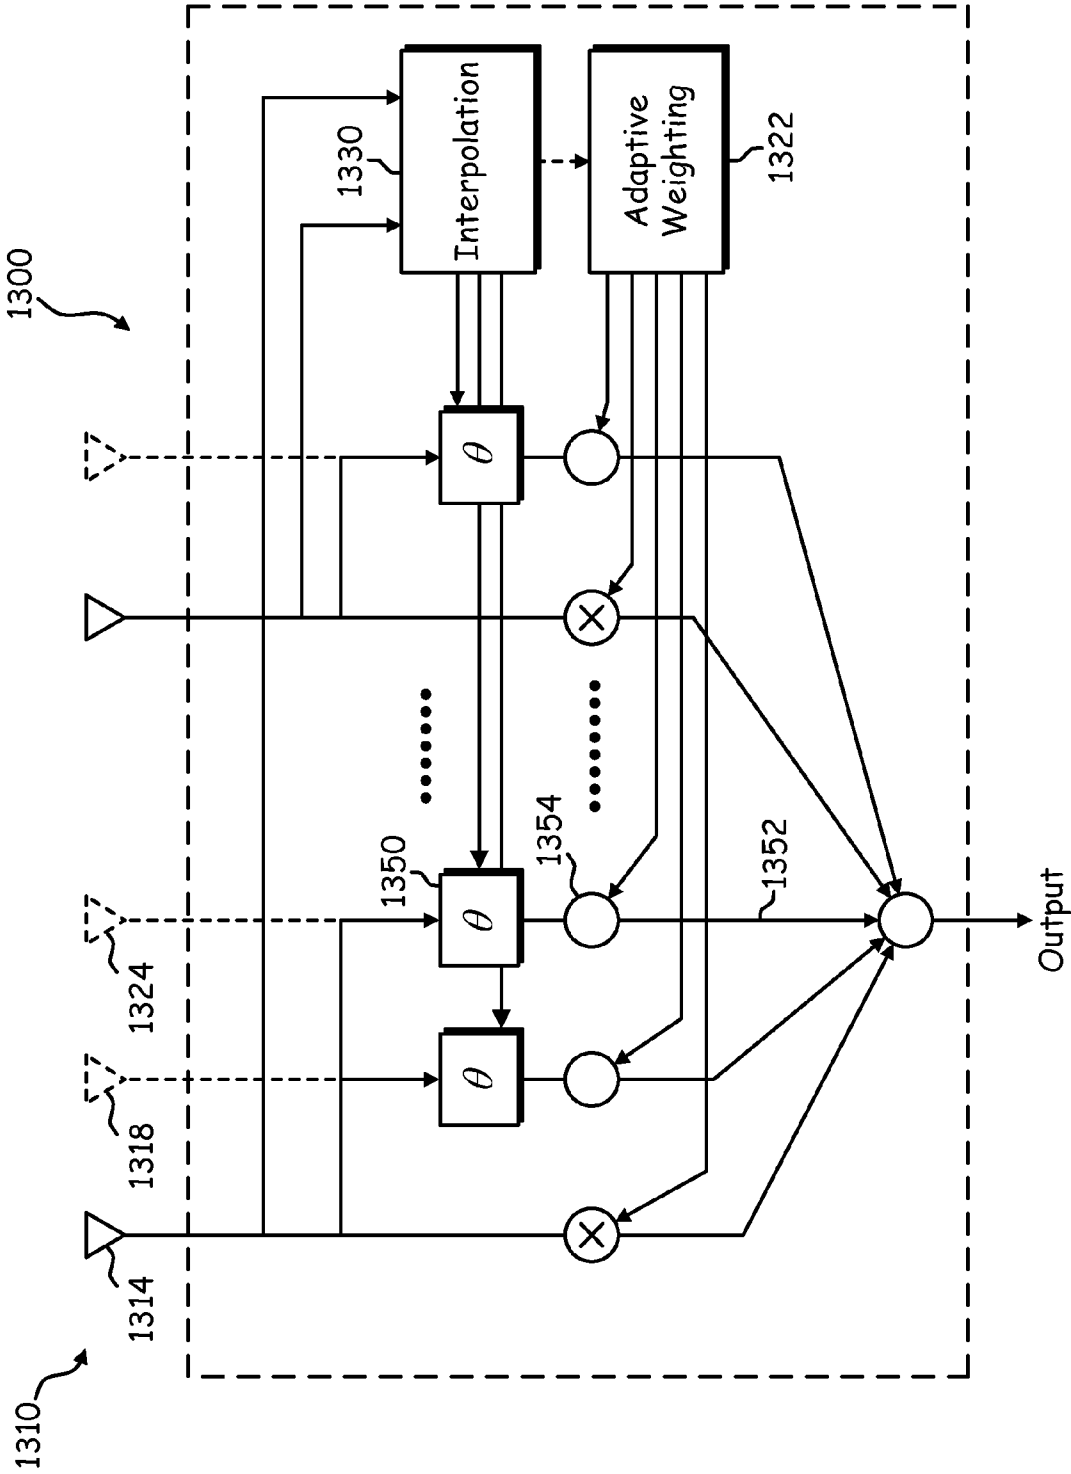 1300
1310
1314
1318
1324
1330
Interpolation
Adaptive
Weighting
1322
θ
θ
θ
1350
1354
1352
Output